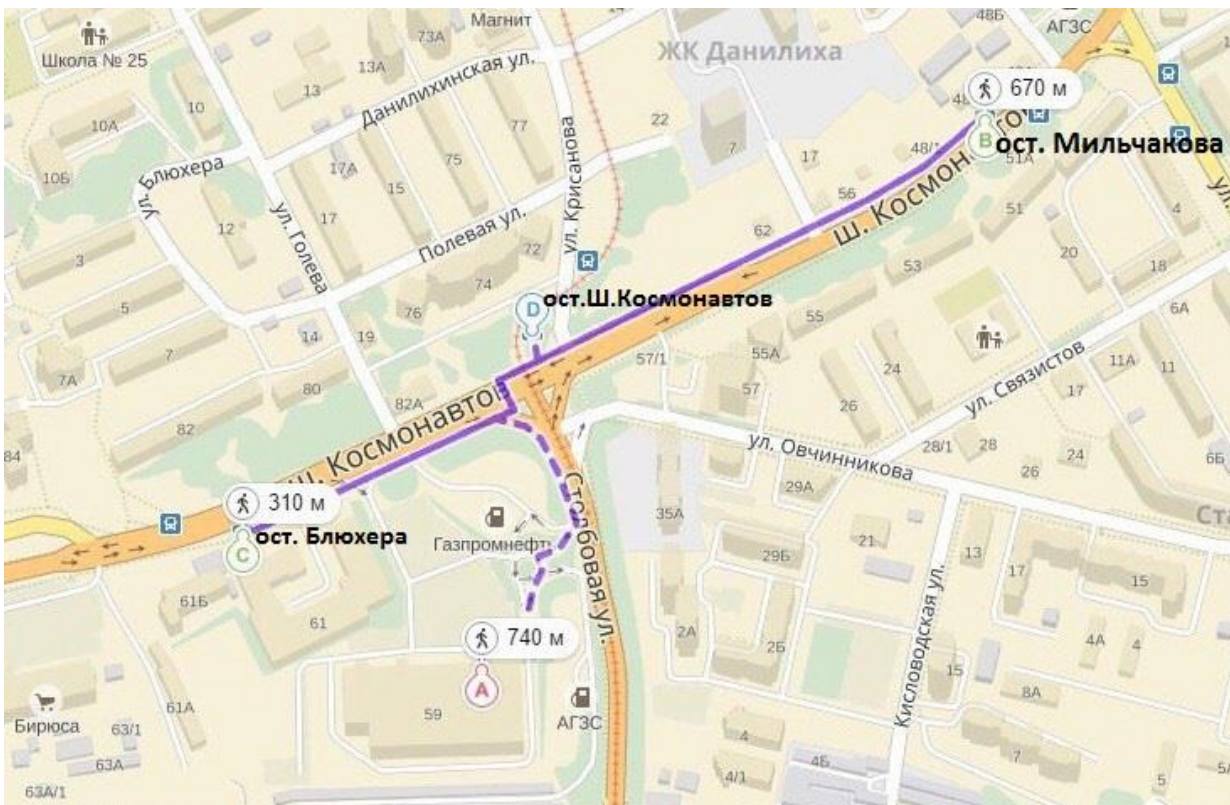 Магнит
48Б
АГЗС
Школа № 25
73А
ЖК Данилиха
13А
Данилихинская ул.
10
13
670 м
10А
77
22
7
В
ост. Мильчакова
17А
75
17
48/1
51А
10Б
ул. Блюхера
15
ул. Крисанова
56
ул. Голева
17
Полевая ул.
62
ш. Космонавтов
51
4
12
72
3
74
53
20
18
D
ост.Ш.Космонавтов
5
76
6А
14
19
55
7
57/1
55А
11А
11
7А
80
82А
57
24
17
ул. Связистов
26
82
ш. Космонавтов
28/1
28
24
84
ул. Овчинникова
26
6Б
310 м
29А
ост. Блюхера
Газпромнефть
35А
С
Столбовая ул.
21
13
29Б
17
15
61Б
61
740 м
2А
2Б
Кисловодская ул.
4А
4
А
15
8А
Бирюса
61А
59
АГЗС
63/1
4
7
63А
4/1
4Б
5
63А/1